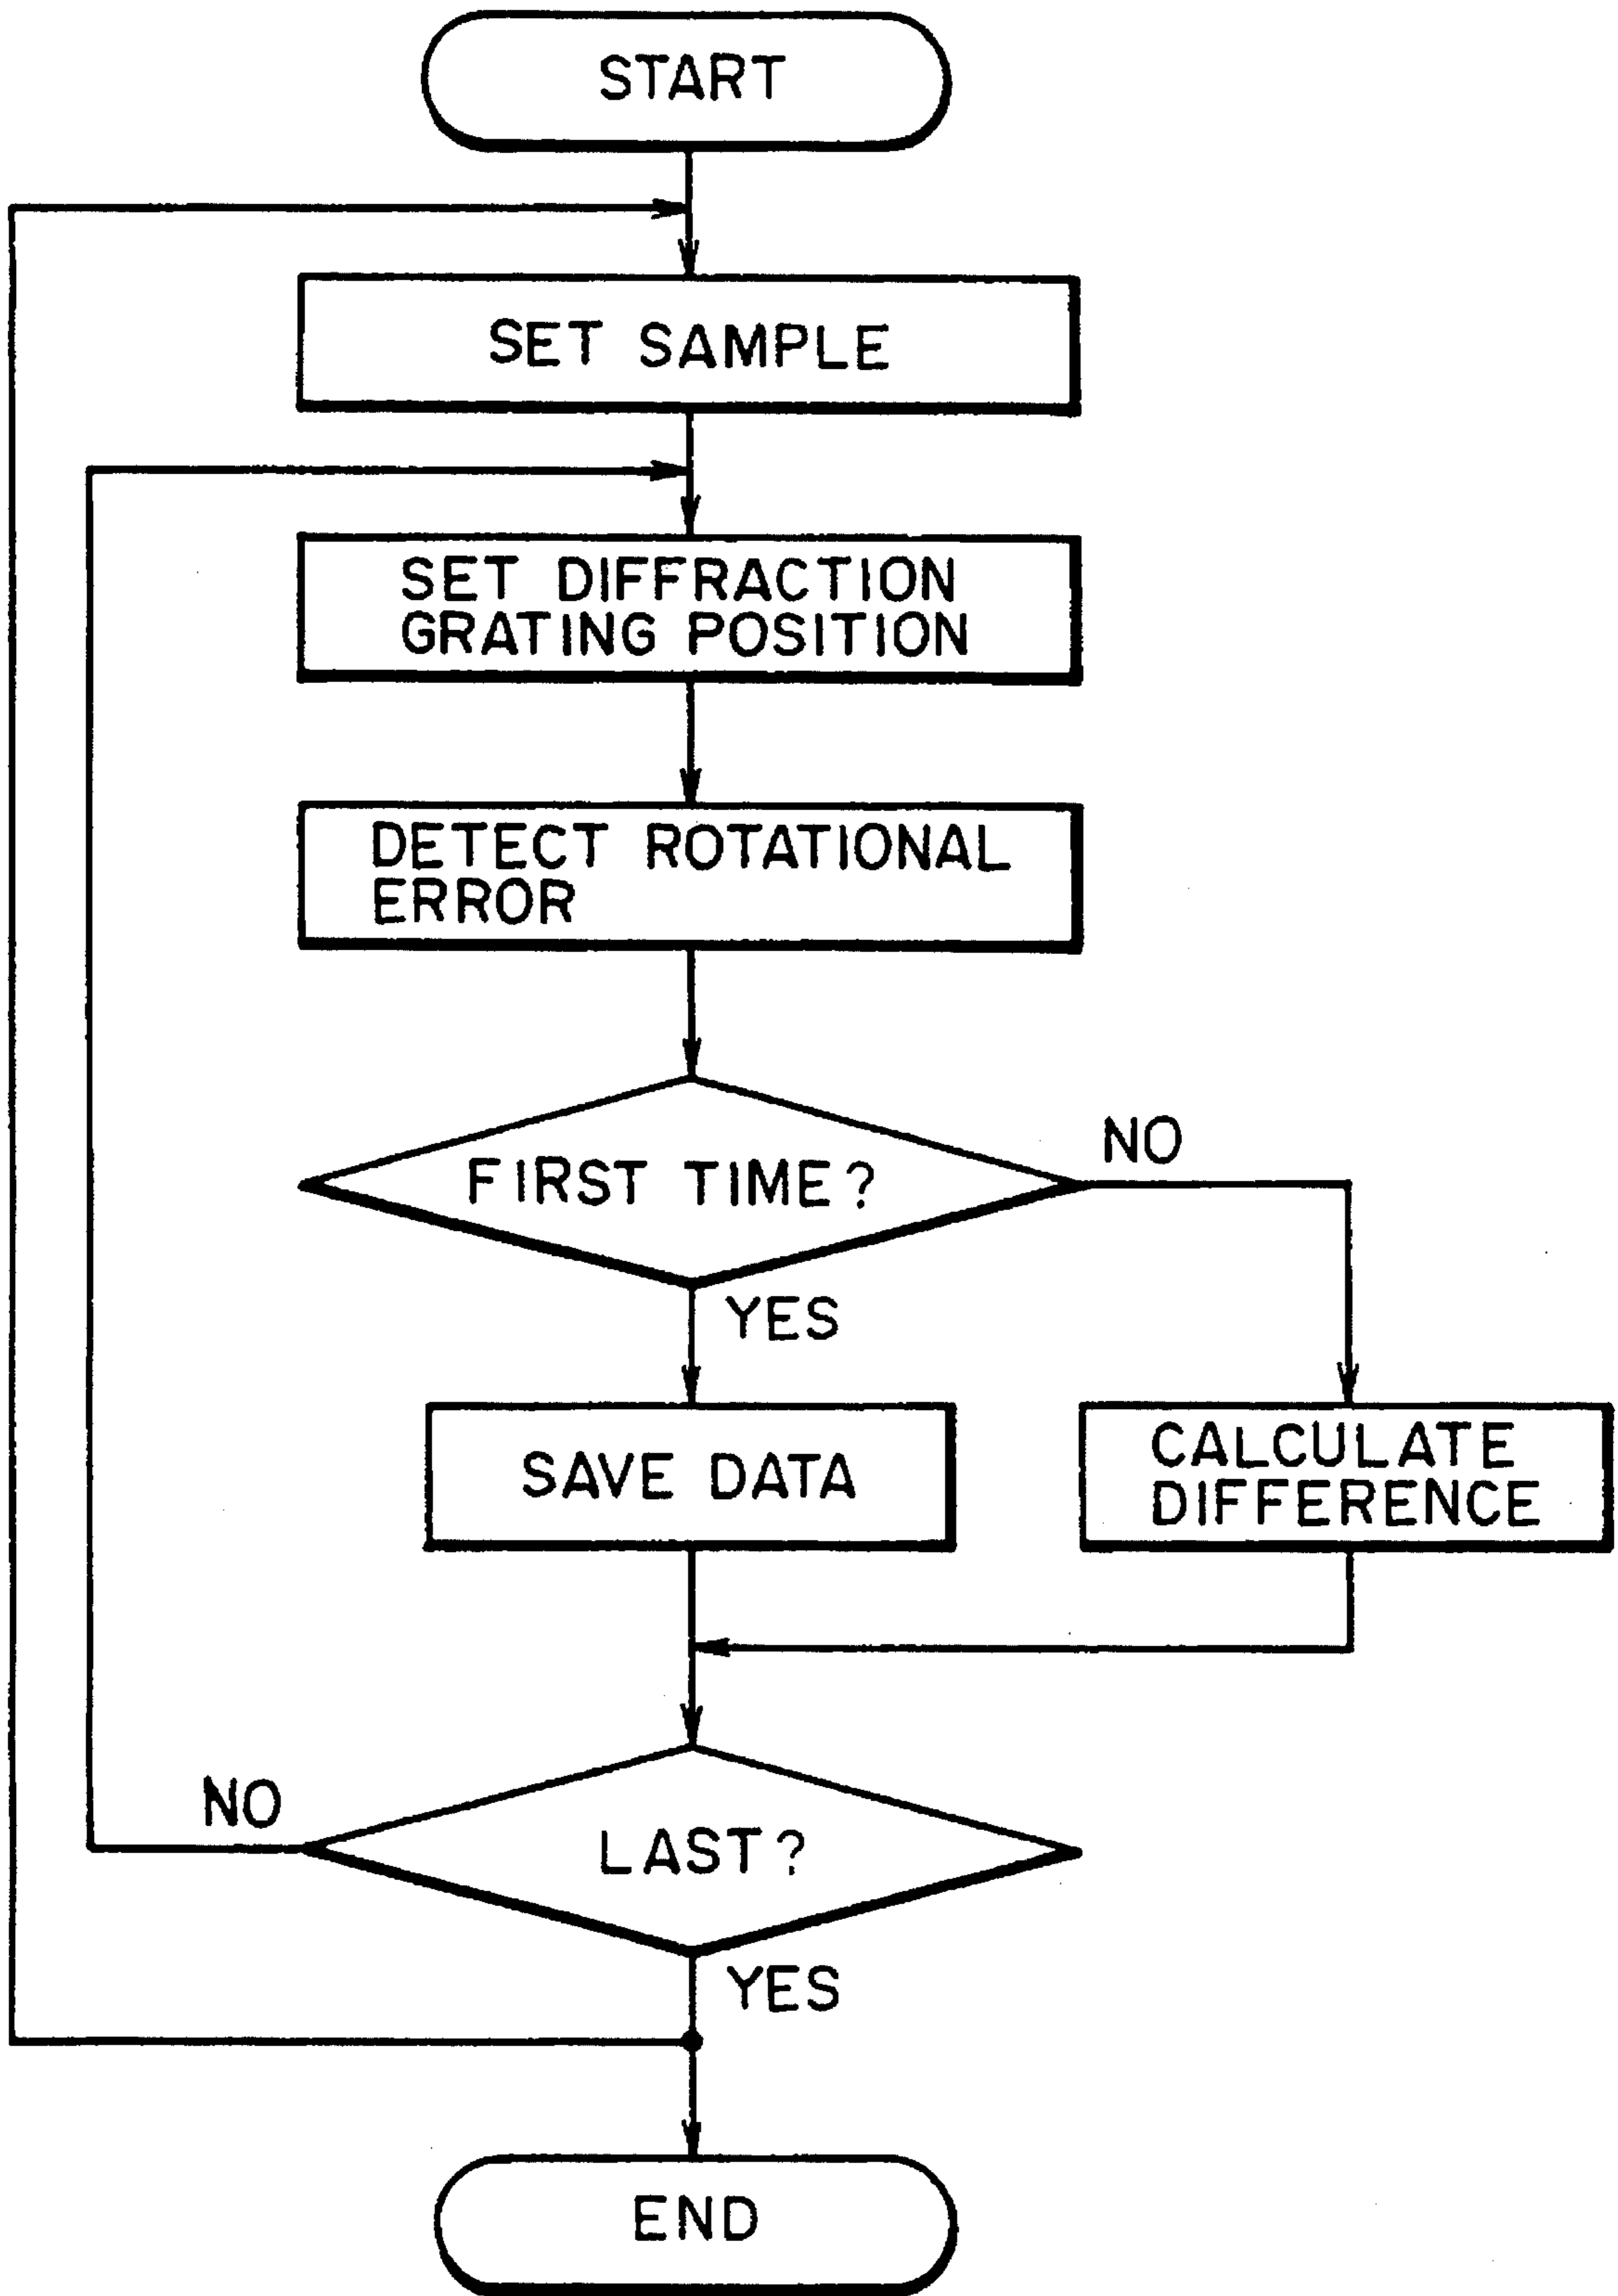 START
SET SAMPLE
SET DIFFRACTION
GRATING POSITION
DETECT ROTATIONAL
ERROR
FIRST TIME?
NO
YES
SAVE DATA
CALCULATE
DIFFERENCE
NO
LAST?
YES
END